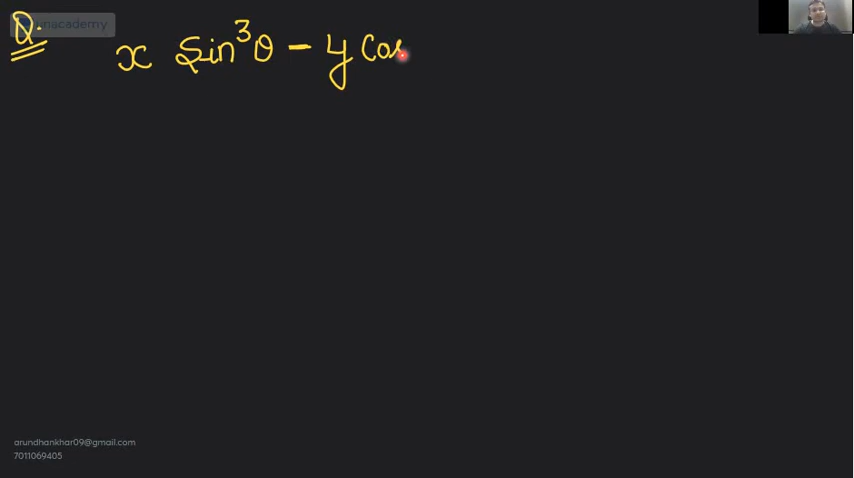 Q.
unacademy
x Sin³θ - y Cos
arundhankhar09@gmail.com
7011069405